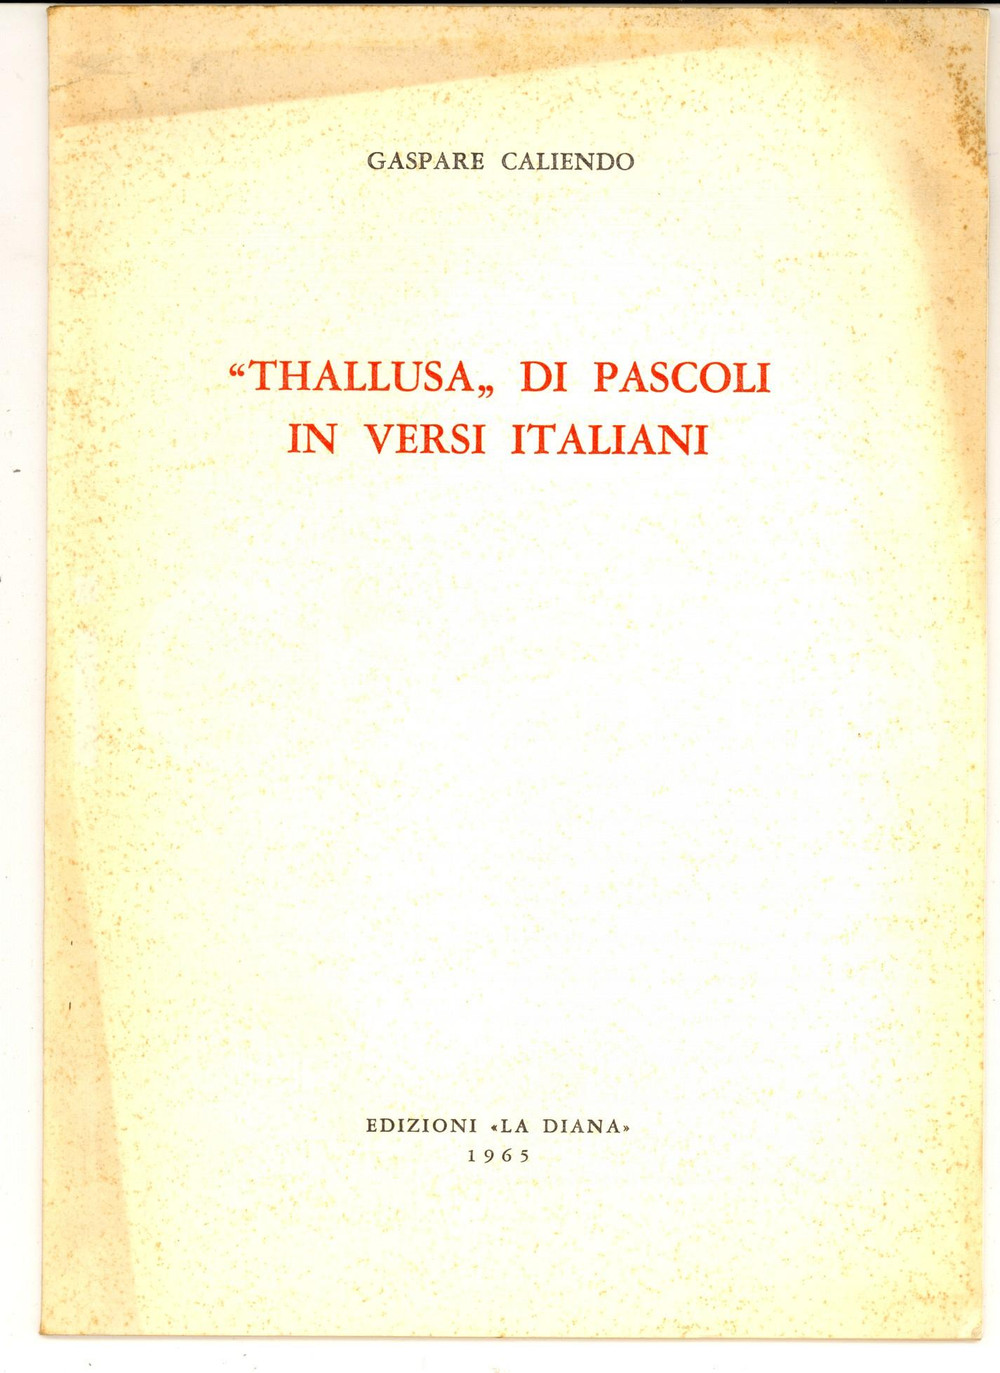 GASPARE CALIENDO
“THALLUSA„ DI PASCOLI
IN VERSI ITALIANI
EDIZIONI «LA DIANA»
1965